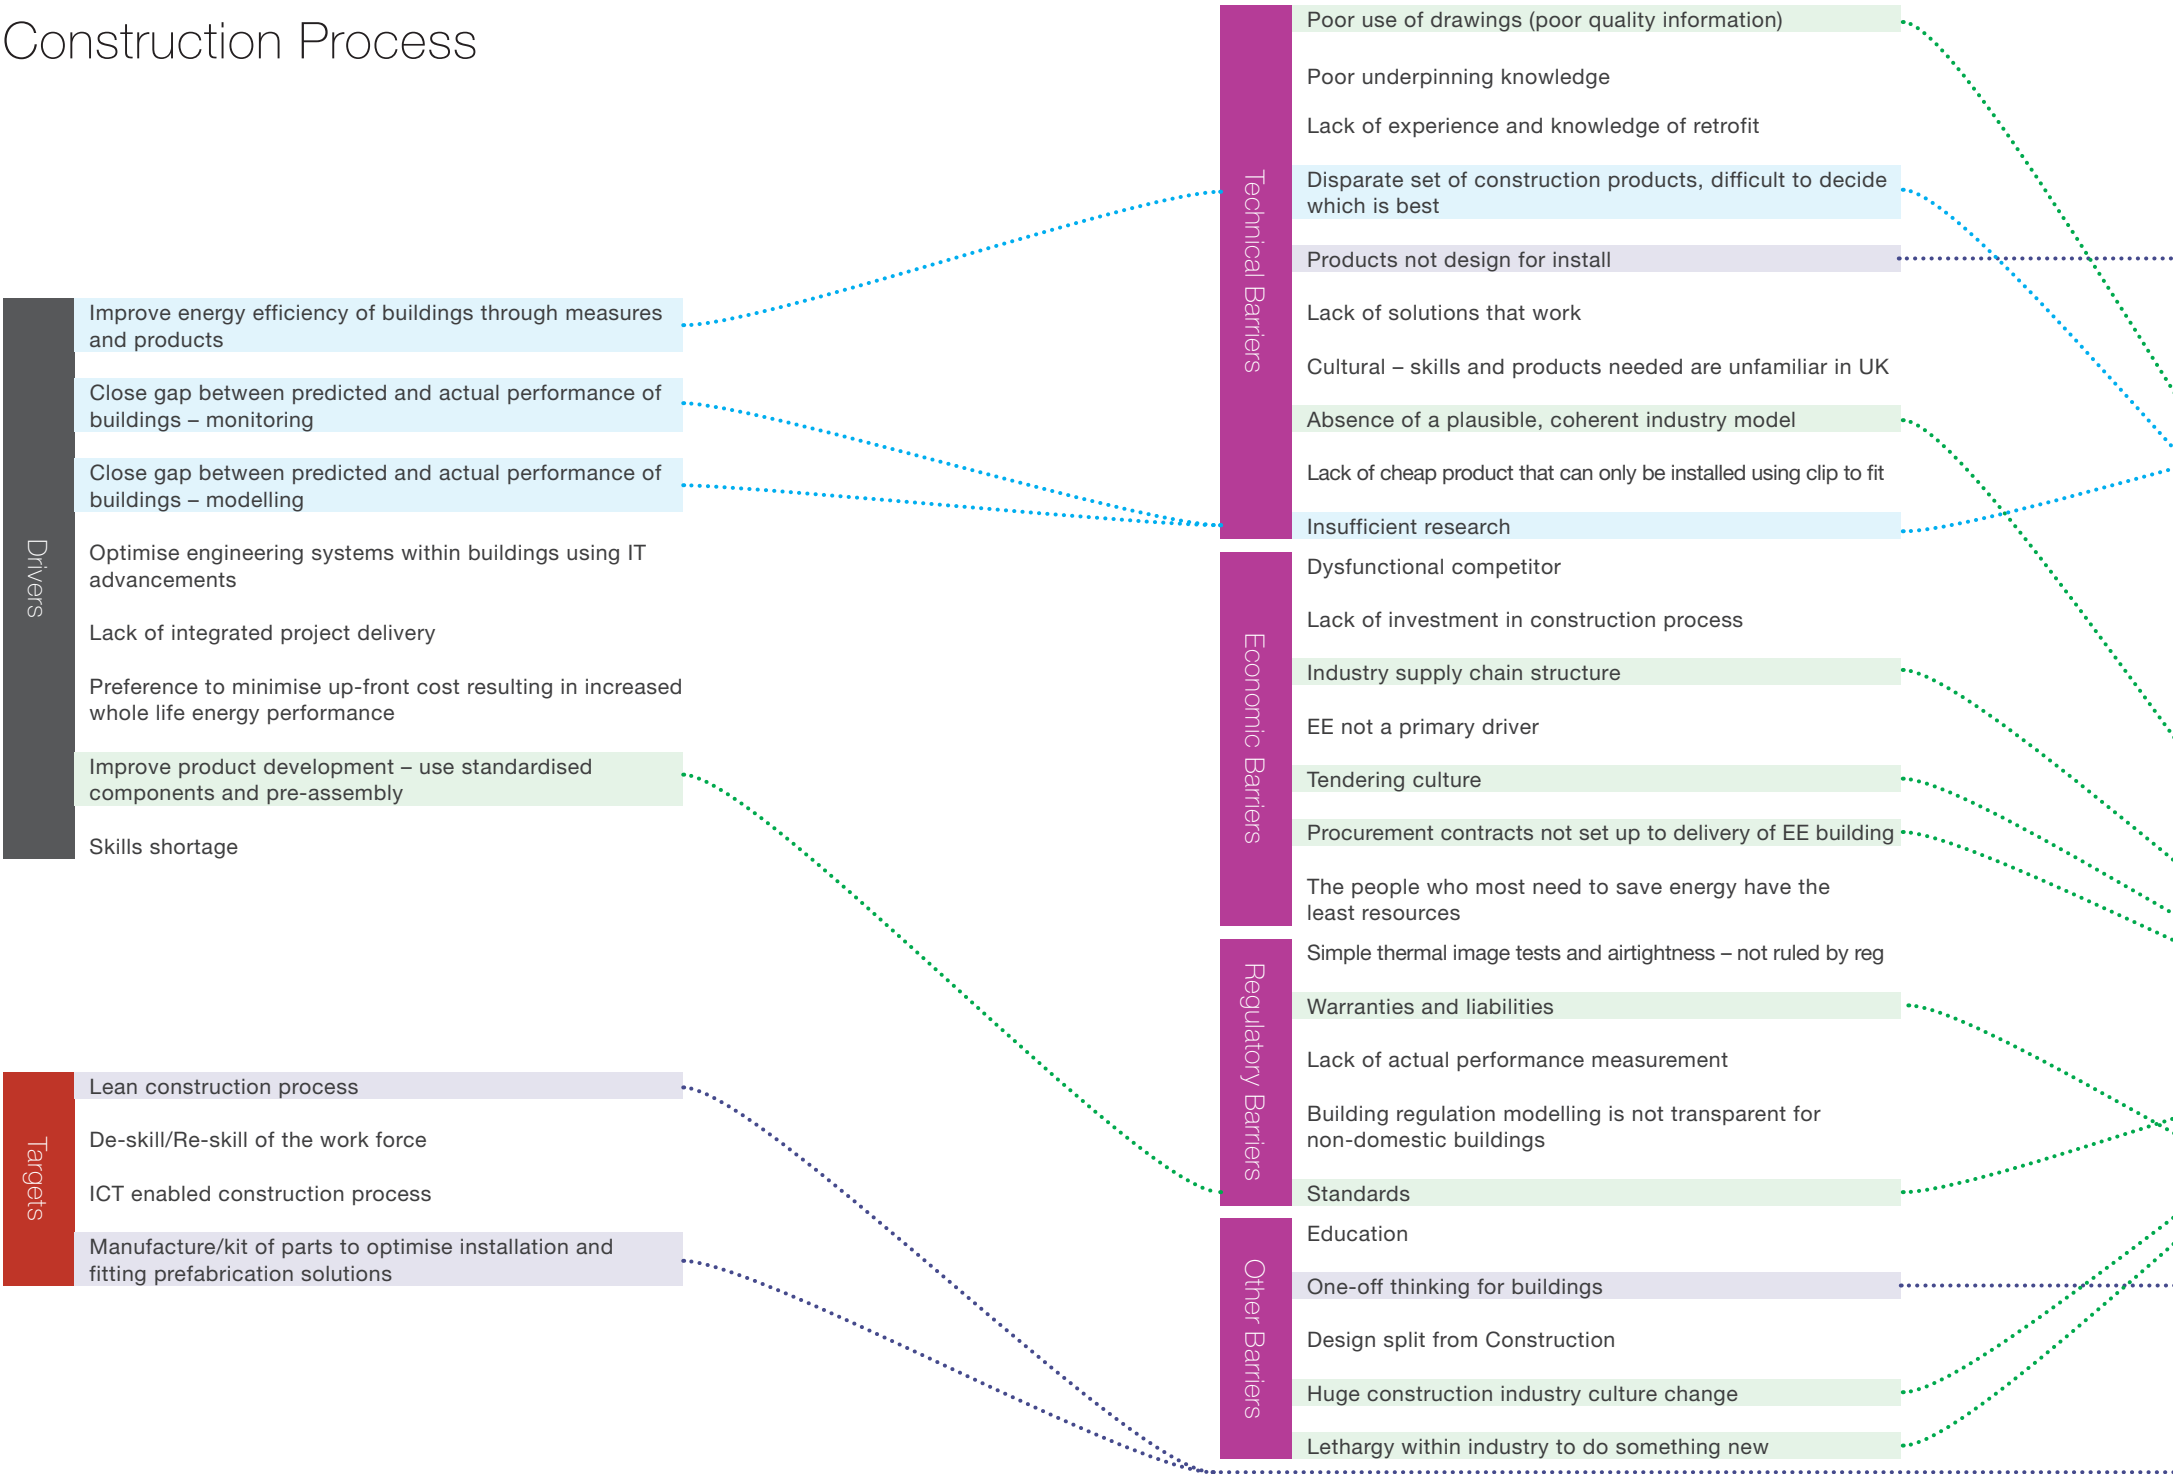 Construction Process
Drivers
Improve energy efficiency of buildings through measures
and products
Close gap between predicted and actual performance of
buildings – monitoring
Close gap between predicted and actual performance of
buildings – modelling
Optimise engineering systems within buildings using IT
advancements
Lack of integrated project delivery
Preference to minimise up-front cost resulting in increased
whole life energy performance
Improve product development – use standardised
components and pre-assembly
Skills shortage
Targets
Lean construction process
De-skill/Re-skill of the work force
ICT enabled construction process
Manufacture/kit of parts to optimise installation and
fitting prefabrication solutions
Technical Barriers
Poor use of drawings (poor quality information)
Poor underpinning knowledge
Lack of experience and knowledge of retrofit
Disparate set of construction products, difficult to decide
which is best
Products not design for install
Lack of solutions that work
Cultural – skills and products needed are unfamiliar in UK
Absence of a plausible, coherent industry model
Lack of cheap product that can only be installed using clip to fit
Insufficient research
Economic Barriers
Dysfunctional competitor
Lack of investment in construction process
Industry supply chain structure
EE not a primary driver
Tendering culture
Procurement contracts not set up to delivery of EE building
The people who most need to save energy have the
least resources
Regulatory Barriers
Simple thermal image tests and airtightness – not ruled by reg
Warranties and liabilities
Lack of actual performance measurement
Building regulation modelling is not transparent for
non-domestic buildings
Standards
Other Barriers
Education
One-off thinking for buildings
Design split from Construction
Huge construction industry culture change
Lethargy within industry to do something new